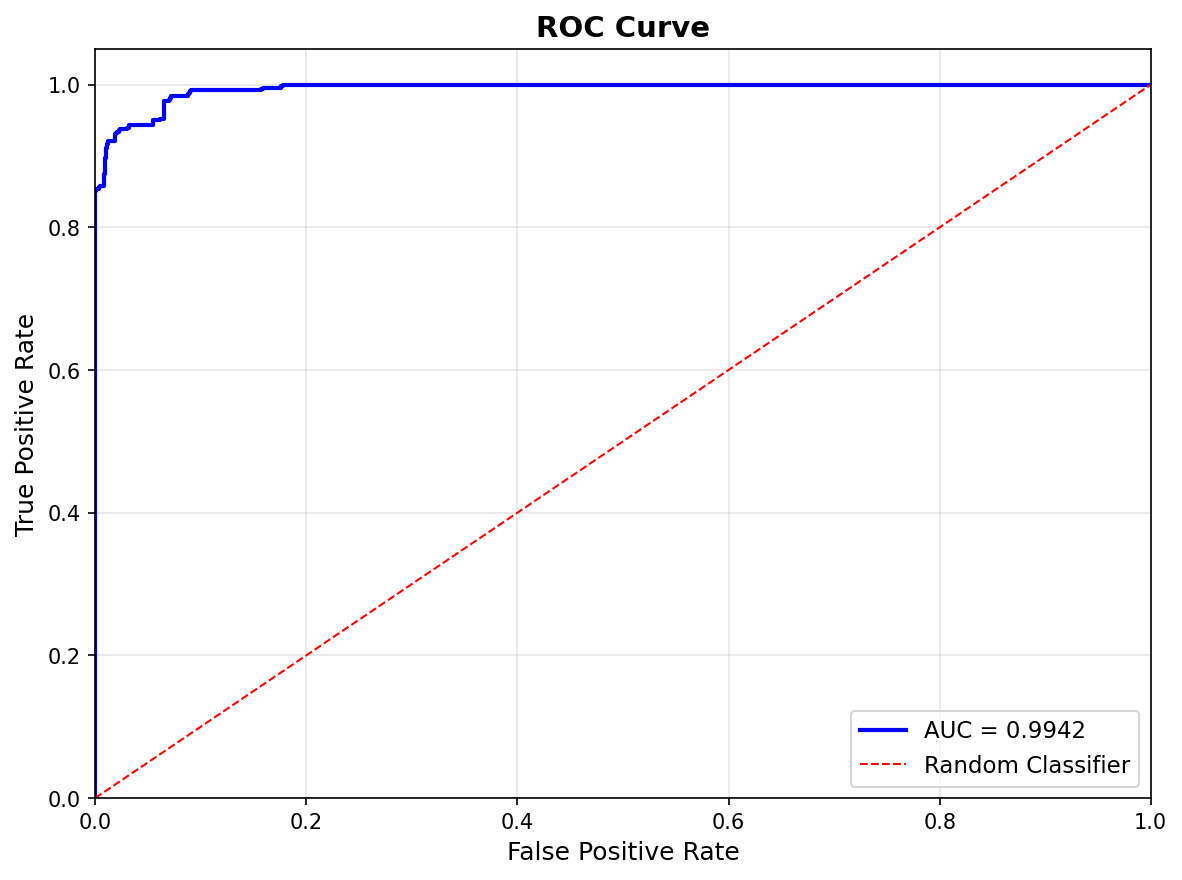 ROC Curve
True Positive Rate
1.0
0.8
0.6
0.4
0.2
0.0
0.0 0.2 0.4 0.6 0.8 1.0
False Positive Rate
AUC = 0.9942
Random Classifier